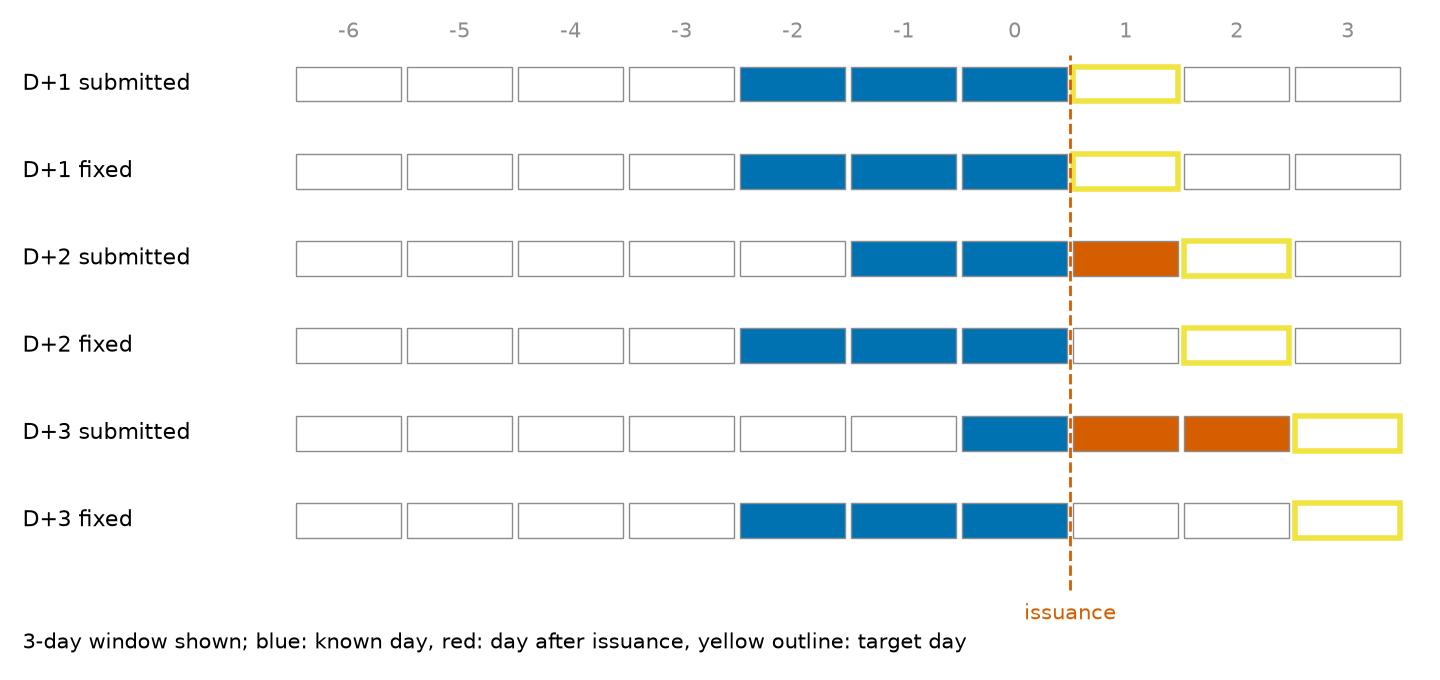 -6 -5 -4 -3 -2 -1 0 1 2 3
D+1 submitted
D+1 fixed
D+2 submitted
D+2 fixed
D+3 submitted
D+3 fixed
issuance
3-day window shown; blue: known day, red: day after issuance, yellow outline: target day